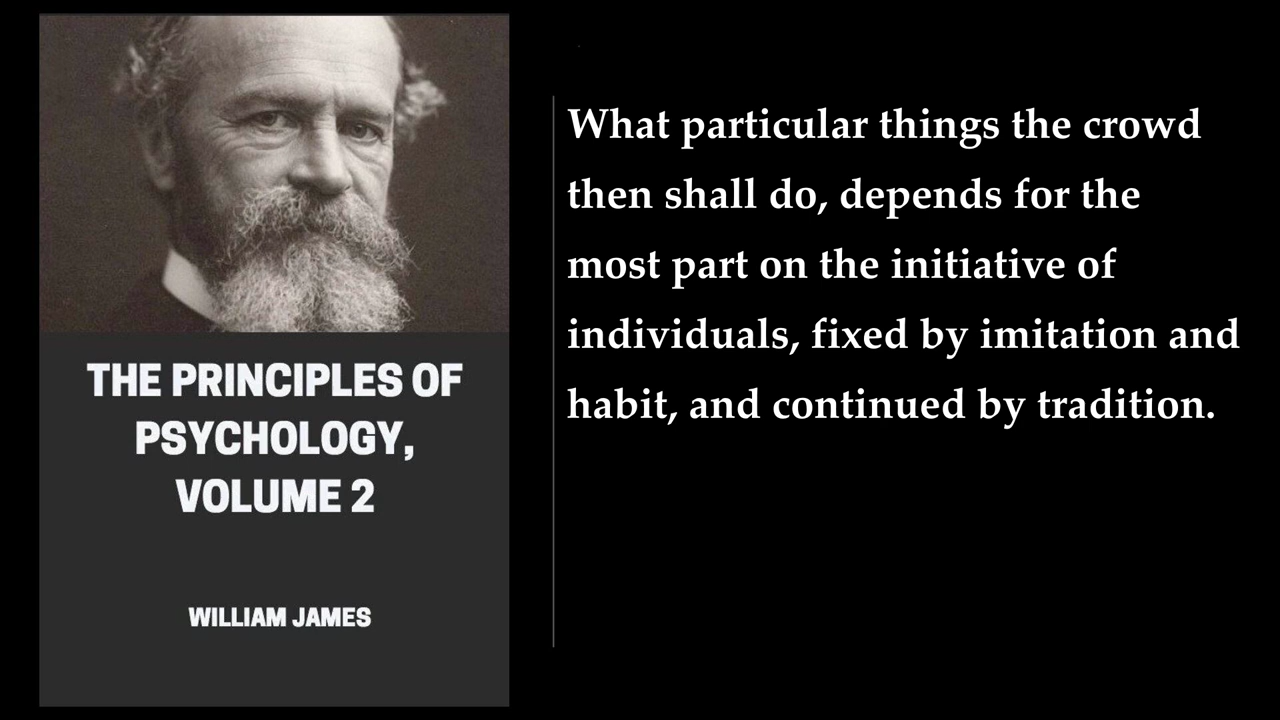 THE PRINCIPLES OF
PSYCHOLOGY,
VOLUME 2
WILLIAM JAMES
What particular things the crowd
then shall do, depends for the
most part on the initiative of
individuals, fixed by imitation and
habit, and continued by tradition.